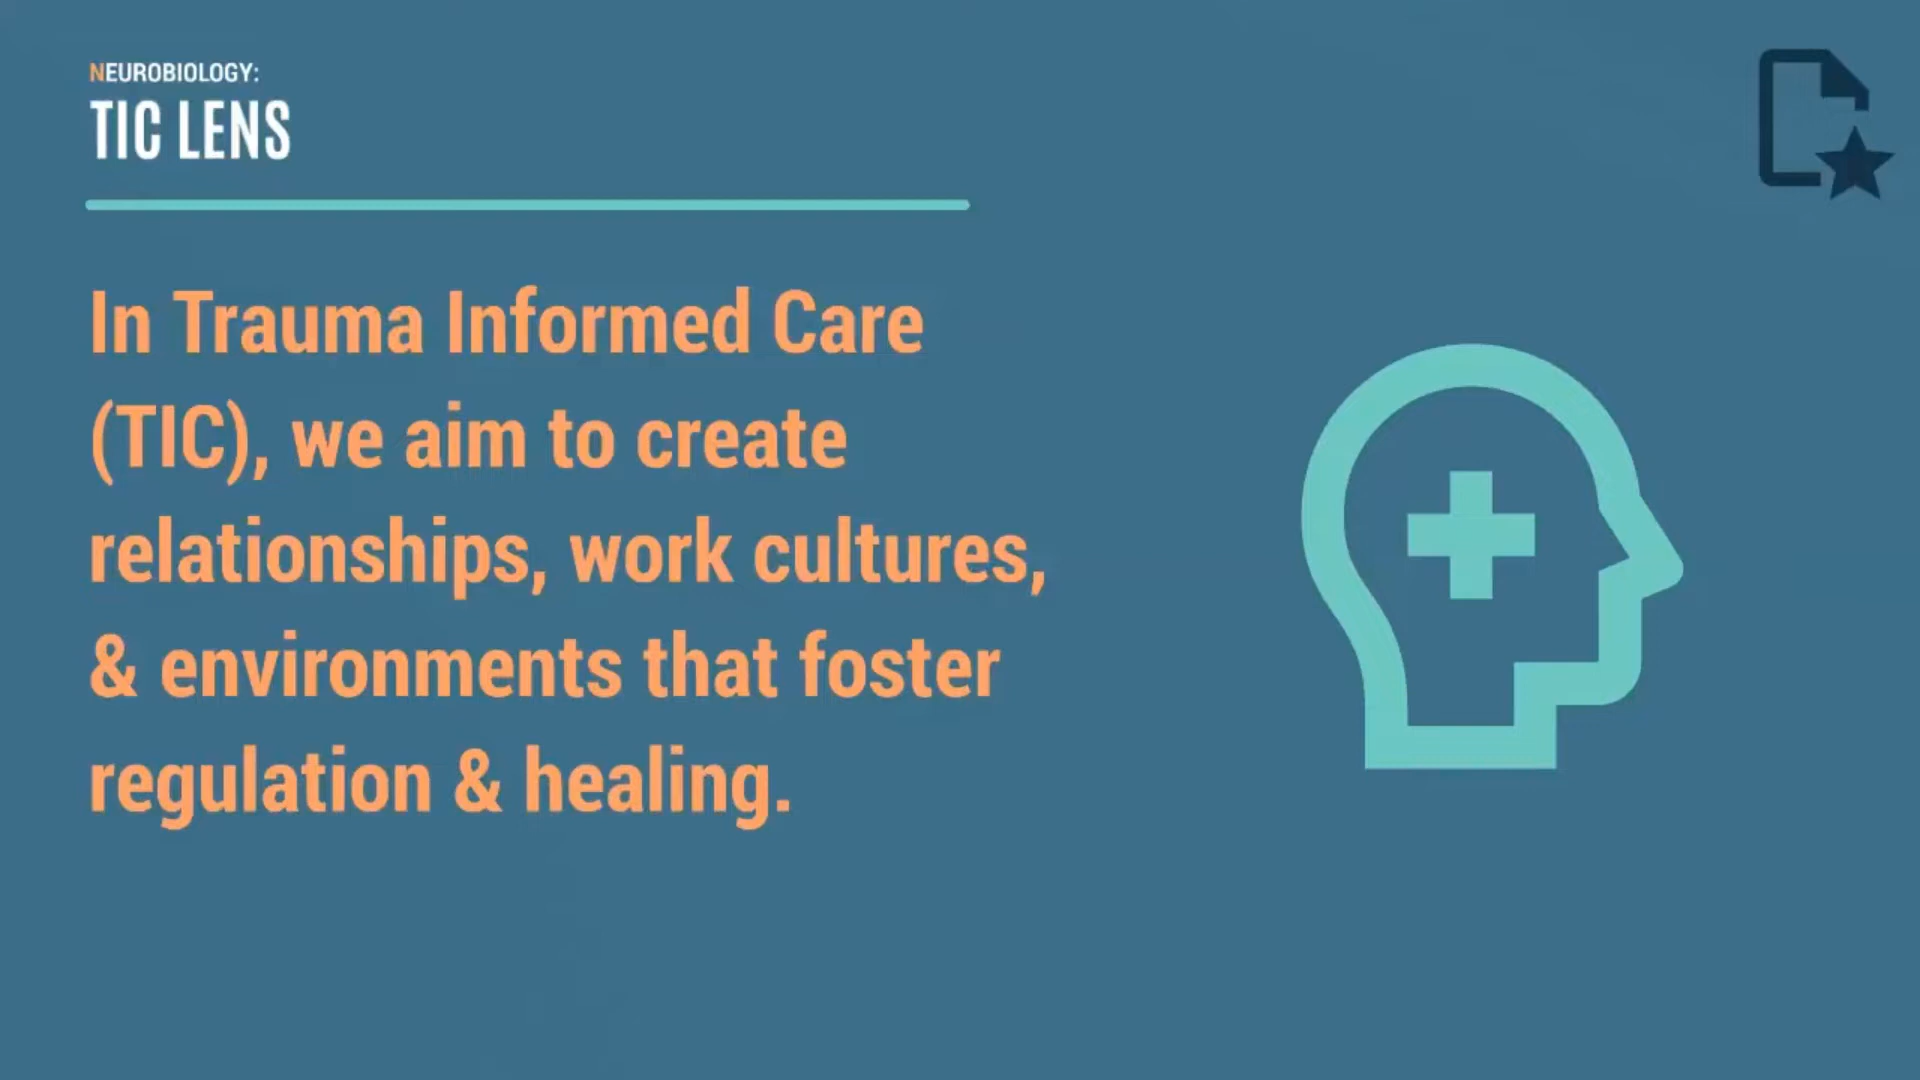 NEUROBIOLOGY:
TIC LENS
In Trauma Informed Care
(TIC), we aim to create
relationships, work cultures,
& environments that foster
regulation & healing.